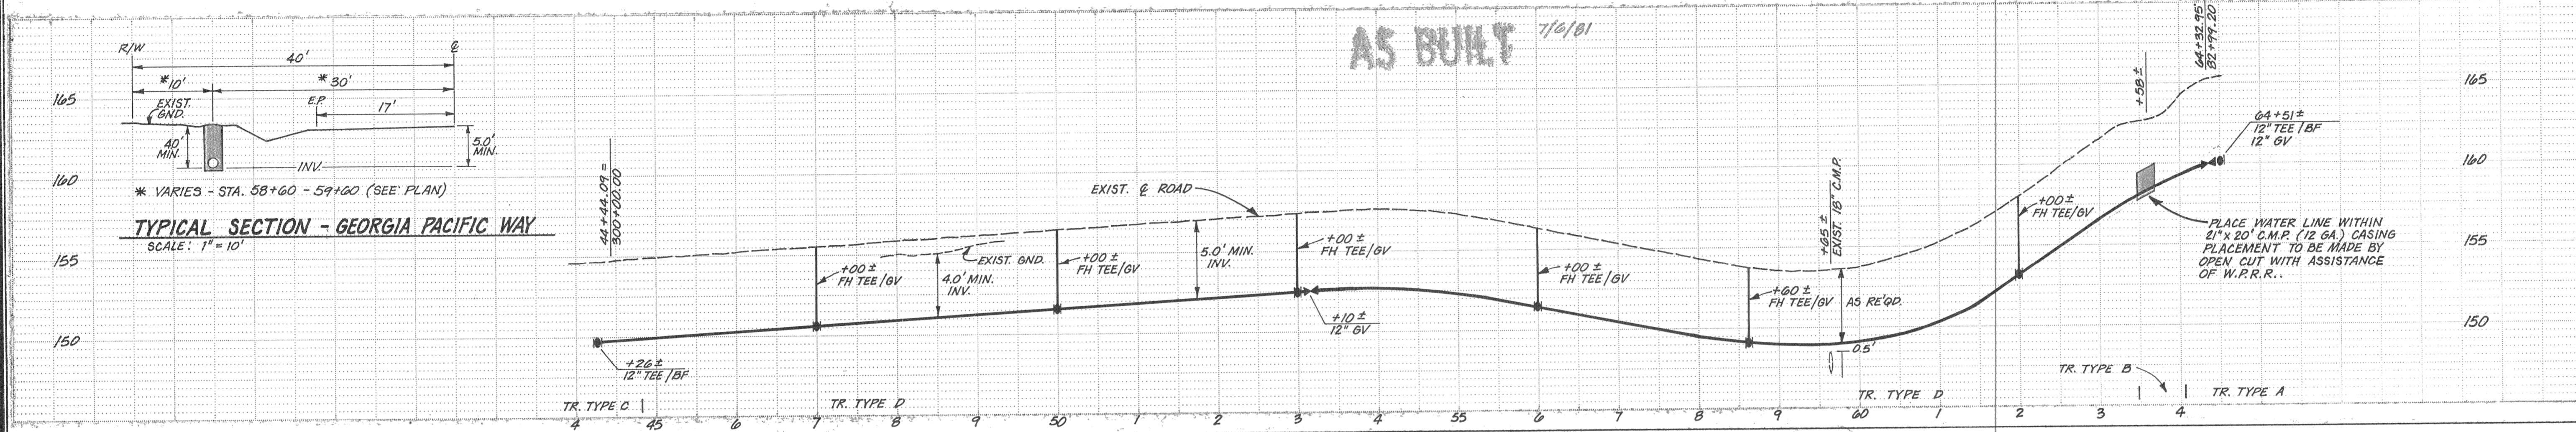 AS BUILT 7/6/81
R/W
℄
40'
*10'
*30'
EXIST.
GND.
E.P.
17'
4.0'
MIN.
5.0'
MIN.
INV.
* VARIES - STA. 58+60 - 59+60 (SEE PLAN)
TYPICAL SECTION - GEORGIA PACIFIC WAY
SCALE: 1" = 10'
165
160
155
150
44+44.09 =
300+00.00
+26±
12" TEE/BF
+00±
FH TEE/GV
4.0' MIN.
INV.
EXIST. GND.
+00±
FH TEE/GV
EXIST. ℄ ROAD
5.0' MIN.
INV.
+00±
FH TEE/GV
+10±
12" GV
+00±
FH TEE/GV
+60±
FH TEE/GV
+65±
EXIST. 18" C.M.P.
AS REQ'D.
0.5'
+00±
FH TEE/GV
+58±
64+32.95
82+99.20
64+51±
12" TEE/BF
12" GV
PLACE WATER LINE WITHIN
21" x 20' C.M.P. (12 GA.) CASING
PLACEMENT TO BE MADE BY
OPEN CUT WITH ASSISTANCE
OF W.P.R.R..
165
160
155
150
TR. TYPE C
TR. TYPE D
TR. TYPE D
TR. TYPE B
TR. TYPE A
4 45 6 7 8 9 50 1 2 3 4 55 6 7 8 9 60 1 2 3 4